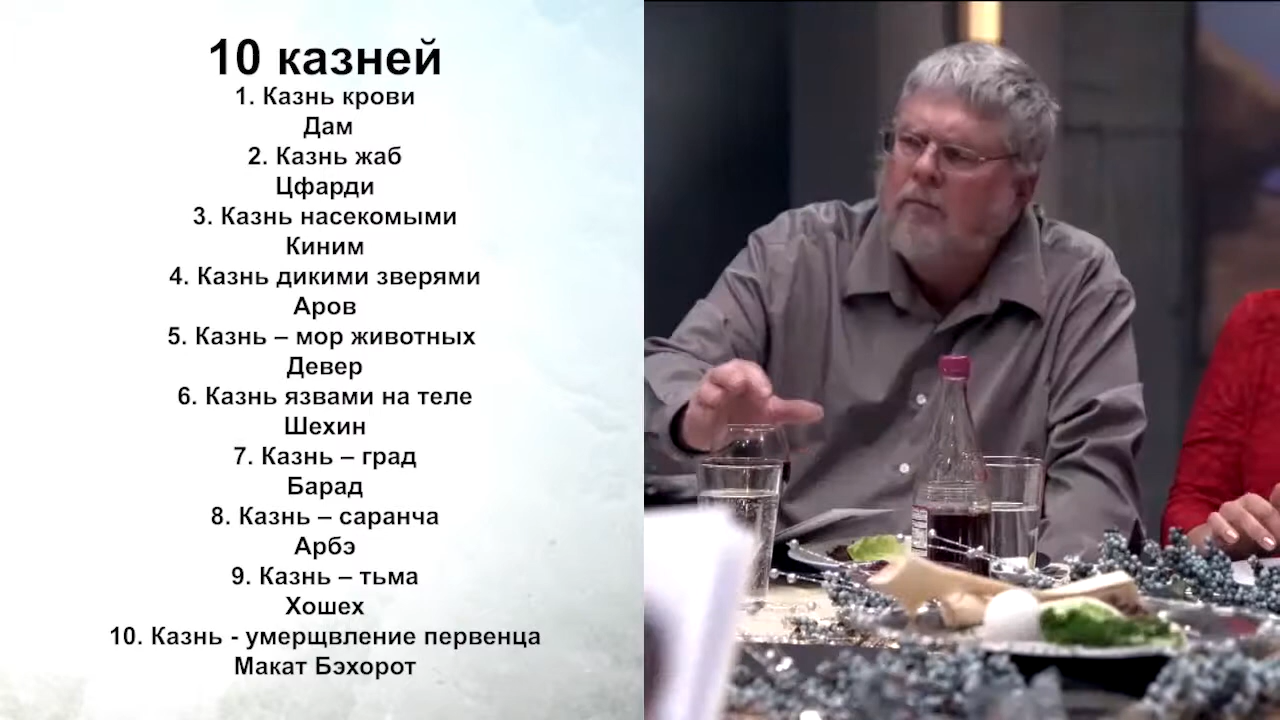 10 казней
1. Казнь крови
Дам
2. Казнь жаб
Цфарди
3. Казнь насекомыми
Киним
4. Казнь дикими зверями
Аров
5. Казнь – мор животных
Девер
6. Казнь язвами на теле
Шехин
7. Казнь – град
Барад
8. Казнь – саранча
Арбэ
9. Казнь – тьма
Хошех
10. Казнь - умерщвление первенца
Макат Бэхорот